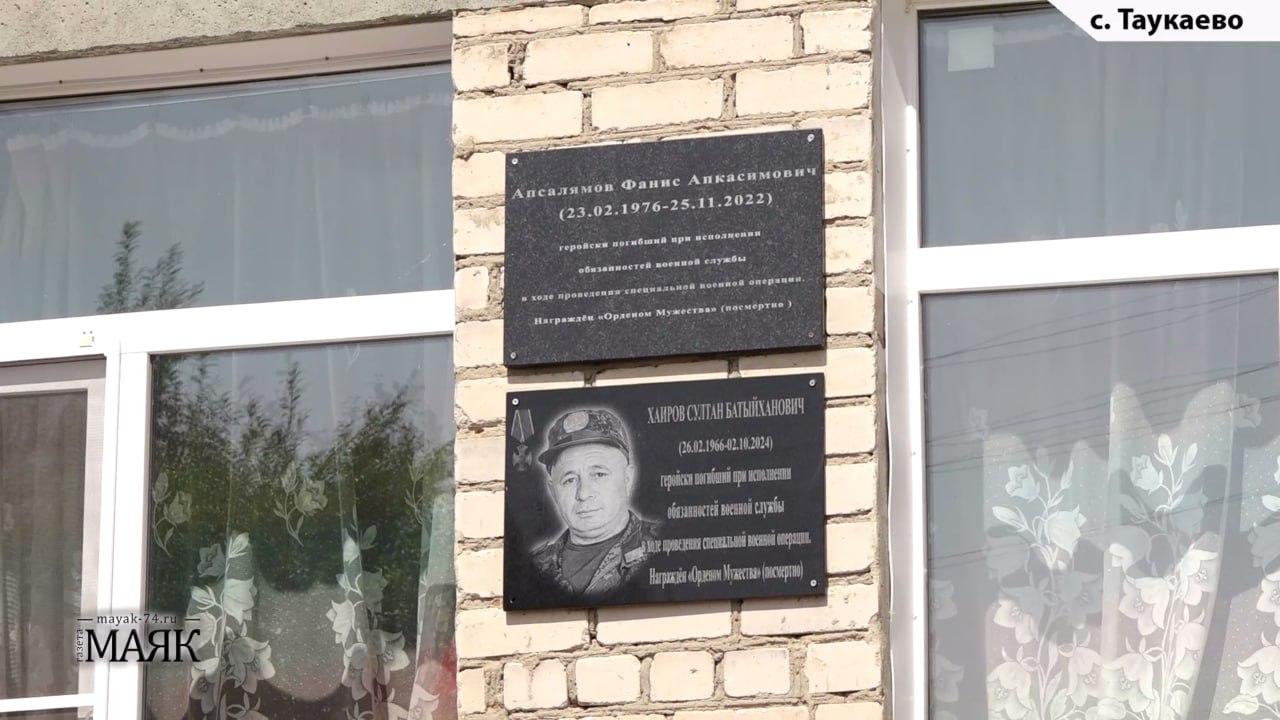 с. Таукаево
Апсалямов Фанис Апкасимович
(23.02.1976-25.11.2022)
геройски погибший при исполнении
обязанностей военной службы
в ходе проведения специальной военной операции.
Награждён «Орденом Мужества» (посмертно )
ХАИРОВ СУЛТАН БАТЫЙХАНОВИЧ
(26.02.1966-02.10.2024)
геройски погибший при исполнении
обязанностей военной службы
в ходе проведения специальной военной операции.
Награждён «Орденом Мужества» (посмертно)
mayak-74.ru
газета
МАЯК